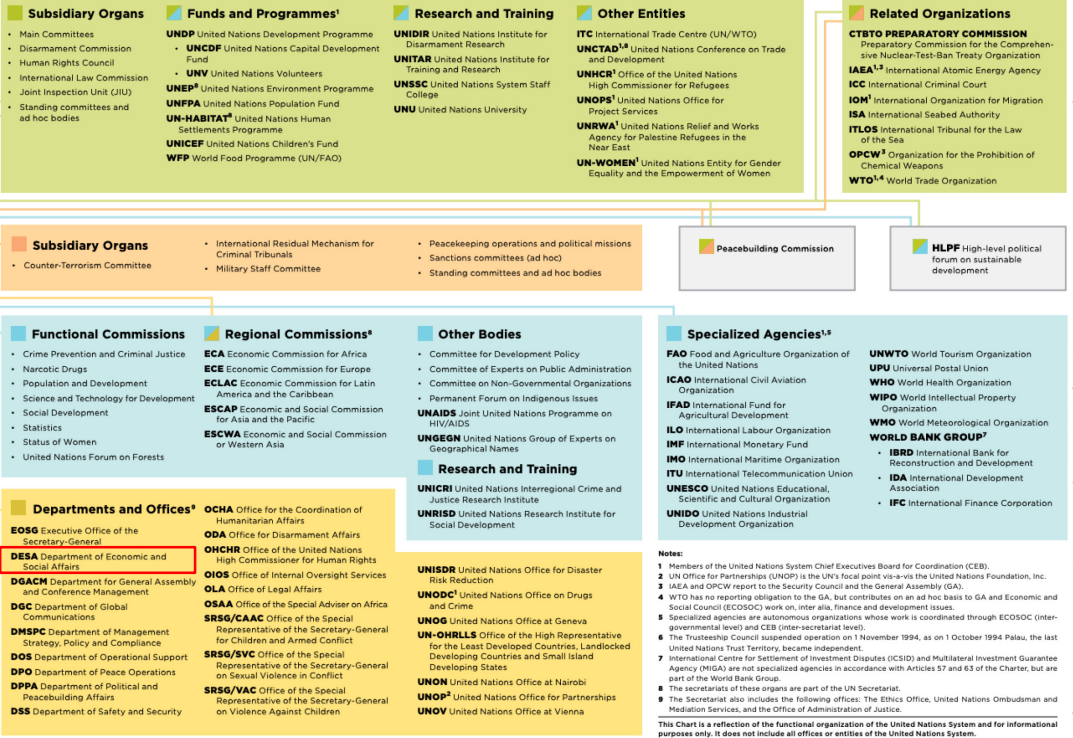 Subsidiary Organs
• Main Committees
• Disarmament Commission
• Human Rights Council
• International Law Commission
• Joint Inspection Unit (JIU)
• Standing committees and
ad hoc bodies
Funds and Programmes¹
UNDP United Nations Development Programme
• UNCDF United Nations Capital Development
Fund
• UNV United Nations Volunteers
UNEP⁸ United Nations Environment Programme
UNFPA United Nations Population Fund
UN-HABITAT⁸ United Nations Human
Settlements Programme
UNICEF United Nations Children's Fund
WFP World Food Programme (UN/FAO)
Research and Training
UNIDIR United Nations Institute for
Disarmament Research
UNITAR United Nations Institute for
Training and Research
UNSSC United Nations System Staff
College
UNU United Nations University
Other Entities
ITC International Trade Centre (UN/WTO)
UNCTAD¹,⁸ United Nations Conference on Trade
and Development
UNHCR¹ Office of the United Nations
High Commissioner for Refugees
UNOPS¹ United Nations Office for
Project Services
UNRWA¹ United Nations Relief and Works
Agency for Palestine Refugees in the
Near East
UN-WOMEN¹ United Nations Entity for Gender
Equality and the Empowerment of Women
Related Organizations
CTBTO PREPARATORY COMMISSION
Preparatory Commission for the Comprehen-
sive Nuclear-Test-Ban Treaty Organization
IAEA¹,³ International Atomic Energy Agency
ICC International Criminal Court
IOM¹ International Organization for Migration
ISA International Seabed Authority
ITLOS International Tribunal for the Law
of the Sea
OPCW³ Organization for the Prohibition of
Chemical Weapons
WTO¹,⁴ World Trade Organization
Subsidiary Organs
• Counter-Terrorism Committee
• International Residual Mechanism for
Criminal Tribunals
• Military Staff Committee
• Peacekeeping operations and political missions
• Sanctions committees (ad hoc)
• Standing committees and ad hoc bodies
Peacebuilding Commission
HLPF High-level political
forum on sustainable
development
Functional Commissions
• Crime Prevention and Criminal Justice
• Narcotic Drugs
• Population and Development
• Science and Technology for Development
• Social Development
• Statistics
• Status of Women
• United Nations Forum on Forests
Regional Commissions⁸
ECA Economic Commission for Africa
ECE Economic Commission for Europe
ECLAC Economic Commission for Latin
America and the Caribbean
ESCAP Economic and Social Commission
for Asia and the Pacific
ESCWA Economic and Social Commission
or Western Asia
Other Bodies
• Committee for Development Policy
• Committee of Experts on Public Administration
• Committee on Non-Governmental Organizations
• Permanent Forum on Indigenous Issues
UNAIDS Joint United Nations Programme on
HIV/AIDS
UNGEGN United Nations Group of Experts on
Geographical Names
Research and Training
UNICRI United Nations Interregional Crime and
Justice Research Institute
UNRISD United Nations Research Institute for
Social Development
Specialized Agencies¹,⁵
FAO Food and Agriculture Organization of
the United Nations
ICAO International Civil Aviation
Organization
IFAD International Fund for
Agricultural Development
ILO International Labour Organization
IMF International Monetary Fund
IMO International Maritime Organization
ITU International Telecommunication Union
UNESCO United Nations Educational,
Scientific and Cultural Organization
UNIDO United Nations Industrial
Development Organization
UNWTO World Tourism Organization
UPU Universal Postal Union
WHO World Health Organization
WIPO World Intellectual Property
Organization
WMO World Meteorological Organization
WORLD BANK GROUP⁷
• IBRD International Bank for
Reconstruction and Development
• IDA International Development
Association
• IFC International Finance Corporation
Departments and Offices⁹
EOSG Executive Office of the
Secretary-General
DESA Department of Economic and
Social Affairs
DGACM Department for General Assembly
and Conference Management
DGC Department of Global
Communications
DMSPC Department of Management
Strategy, Policy and Compliance
DOS Department of Operational Support
DPO Department of Peace Operations
DPPA Department of Political and
Peacebuilding Affairs
DSS Department of Safety and Security
OCHA Office for the Coordination of
Humanitarian Affairs
ODA Office for Disarmament Affairs
OHCHR Office of the United Nations
High Commissioner for Human Rights
OIOS Office of Internal Oversight Services
OLA Office of Legal Affairs
OSAA Office of the Special Adviser on Africa
SRSG/CAAC Office of the Special
Representative of the Secretary-General
for Children and Armed Conflict
SRSG/SVC Office of the Special
Representative of the Secretary-General
on Sexual Violence in Conflict
SRSG/VAC Office of the Special
Representative of the Secretary-General
on Violence Against Children
UNISDR United Nations Office for Disaster
Risk Reduction
UNODC¹ United Nations Office on Drugs
and Crime
UNOG United Nations Office at Geneva
UN-OHRLLS Office of the High Representative
for the Least Developed Countries, Landlocked
Developing Countries and Small Island
Developing States
UNON United Nations Office at Nairobi
UNOP² United Nations Office for Partnerships
UNOV United Nations Office at Vienna
Notes:
1 Members of the United Nations System Chief Executives Board for Coordination (CEB).
2 UN Office for Partnerships (UNOP) is the UN's focal point vis-a-vis the United Nations Foundation, Inc.
3 IAEA and OPCW report to the Security Council and the General Assembly (GA).
4 WTO has no reporting obligation to the GA, but contributes on an ad hoc basis to GA and Economic and
Social Council (ECOSOC) work on, inter alia, finance and development issues.
5 Specialized agencies are autonomous organizations whose work is coordinated through ECOSOC (inter-
governmental level) and CEB (inter-secretariat level).
6 The Trusteeship Council suspended operation on 1 November 1994, as on 1 October 1994 Palau, the last
United Nations Trust Territory, became independent.
7 International Centre for Settlement of Investment Disputes (ICSID) and Multilateral Investment Guarantee
Agency (MIGA) are not specialized agencies in accordance with Articles 57 and 63 of the Charter, but are
part of the World Bank Group.
8 The secretariats of these organs are part of the UN Secretariat.
9 The Secretariat also includes the following offices: The Ethics Office, United Nations Ombudsman and
Mediation Services, and the Office of Administration of Justice.
This Chart is a reflection of the functional organization of the United Nations System and for informational
purposes only. It does not include all offices or entities of the United Nations System.